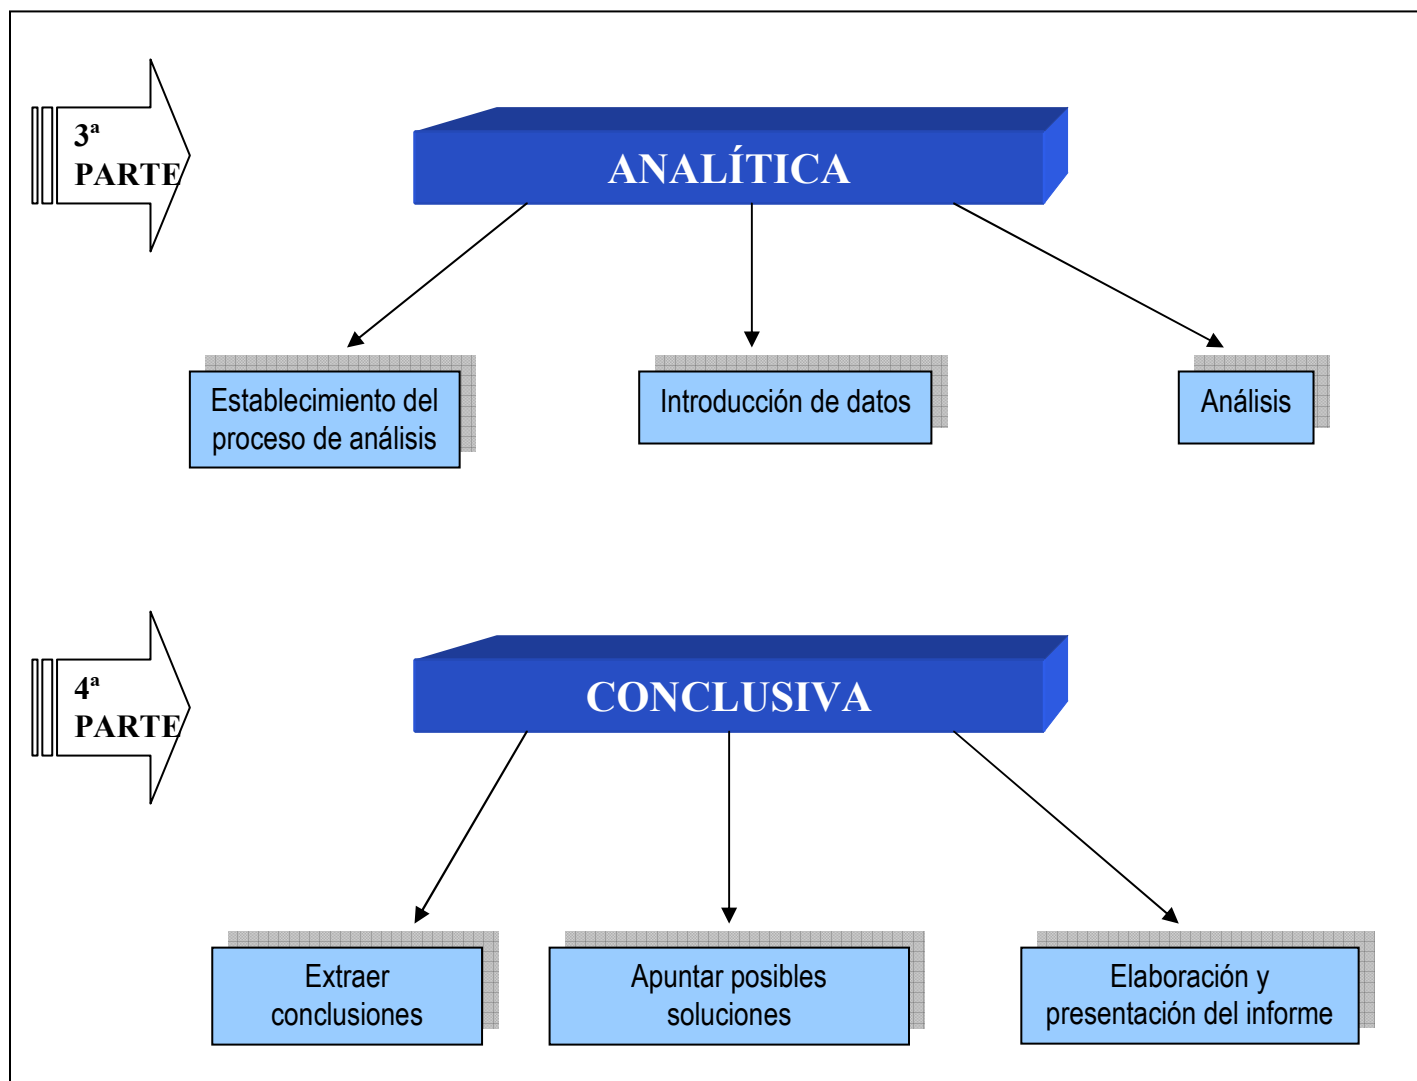 3ª
PARTE
ANALÍTICA
Establecimiento del
proceso de análisis
Introducción de datos
Análisis
4ª
PARTE
CONCLUSIVA
Extraer
conclusiones
Apuntar posibles
soluciones
Elaboración y
presentación del informe